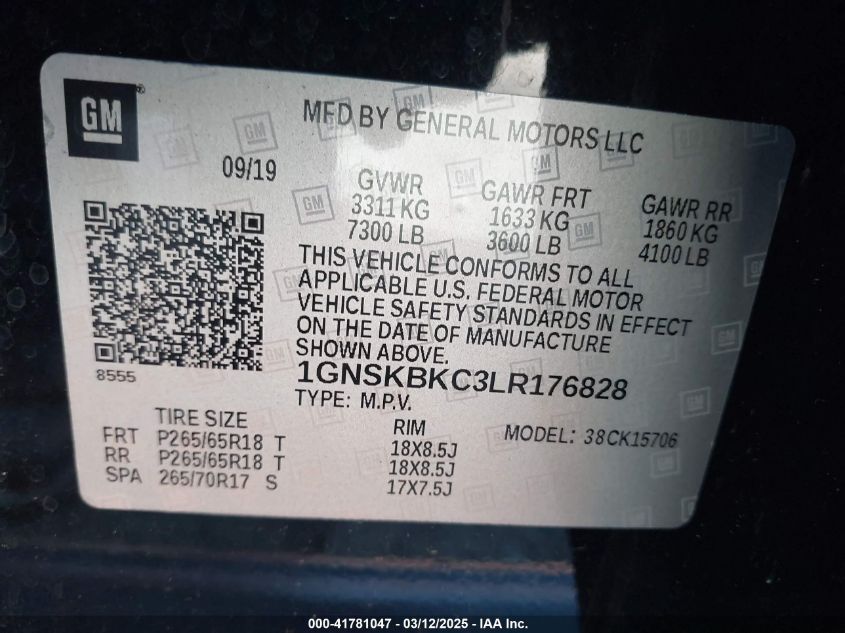 GM
MFD BY GENERAL MOTORS LLC
09/19
GVWR
3311 KG
7300 LB
GAWR FRT
1633 KG
3600 LB
GAWR RR
1860 KG
4100 LB
THIS VEHICLE CONFORMS TO ALL
APPLICABLE U.S. FEDERAL MOTOR
VEHICLE SAFETY STANDARDS IN EFFECT
ON THE DATE OF MANUFACTURE
SHOWN ABOVE.
8555
1GNSKBKC3LR176828
TYPE: M.P.V.
MODEL: 38CK15706
TIRE SIZE RIM
FRT P265/65R18 T 18X8.5J
RR P265/65R18 T 18X8.5J
SPA 265/70R17 S 17X7.5J
000-41781047 - 03/12/2025 - IAA Inc.